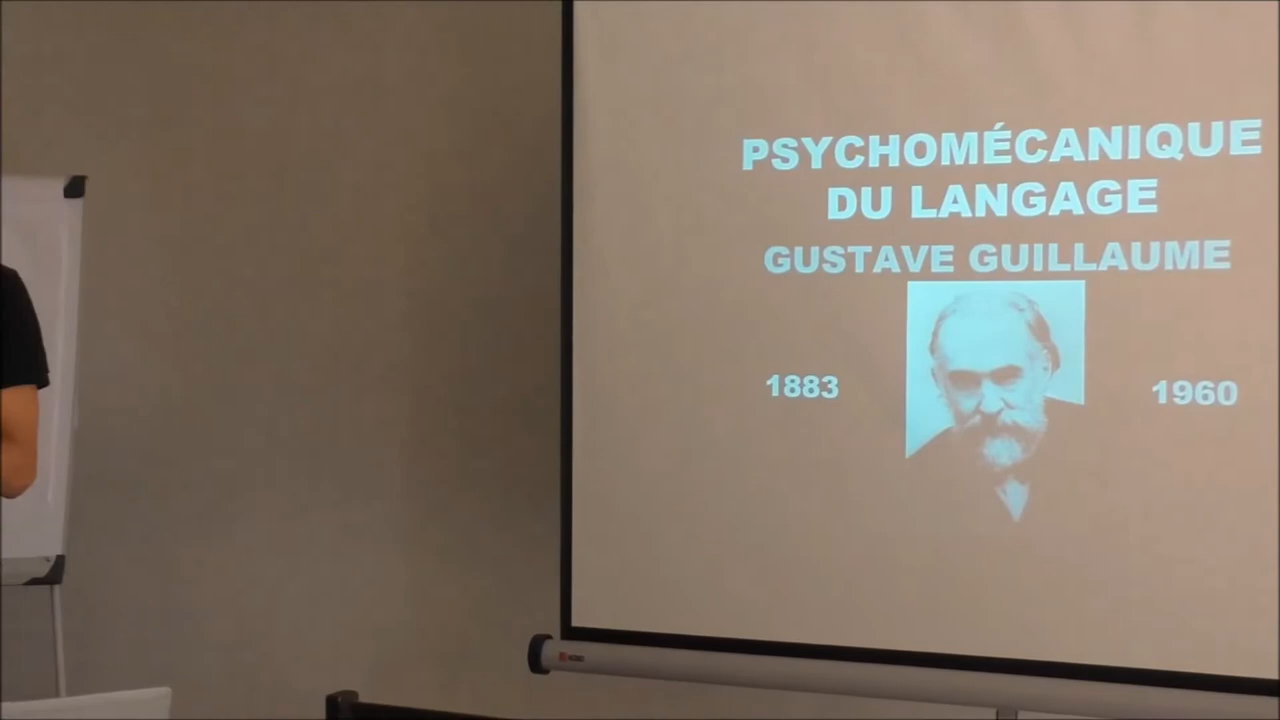 PSYCHOMÉCANIQUE
DU LANGAGE
GUSTAVE GUILLAUME
1883
1960